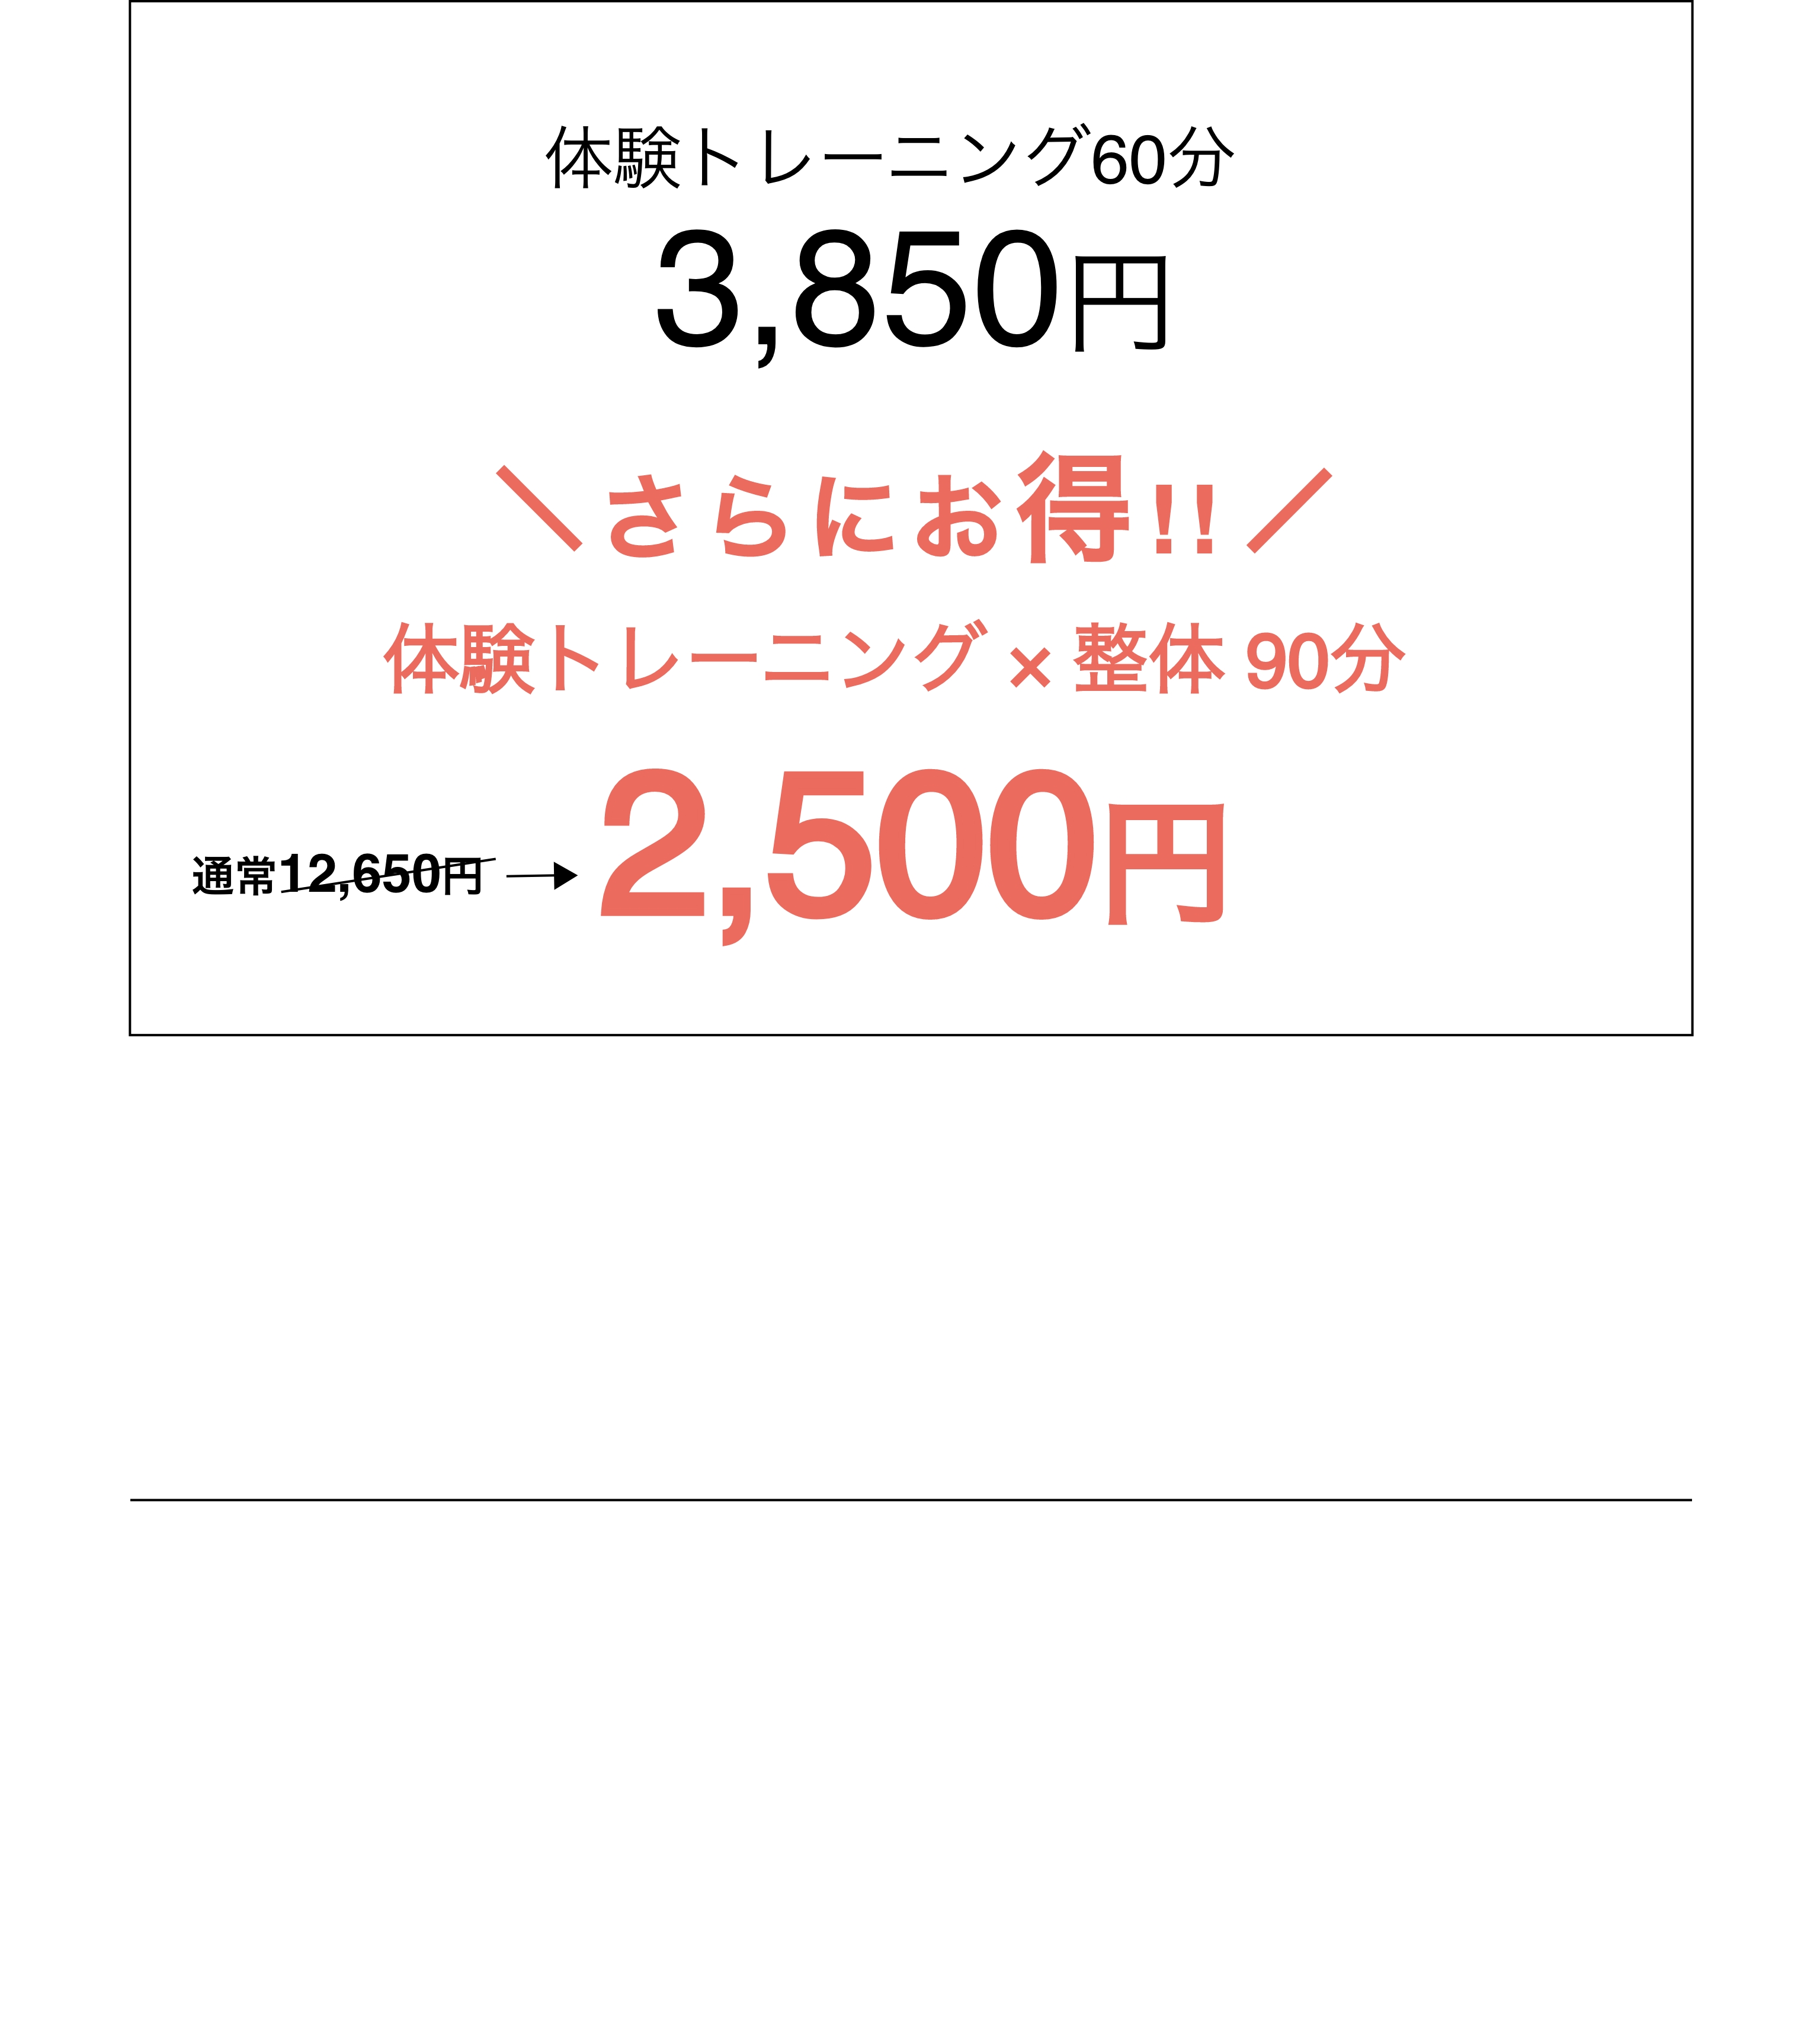 体験トレーニング60分
3,850円
＼さらにお得!!／
体験トレーニング × 整体 90分
通常12,650円 → 2,500円